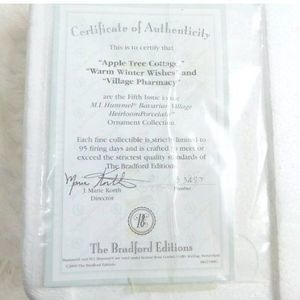 Certificate of Authenticity
This is to certify that
"Apple Tree Cottage,"
"Warm Winter Wishes" and
"Village Pharmacy"
are the Fifth Issue in the
M.I. Hummel® Bavarian Village
HeirloomPorcelain®
Ornament Collection.
Each fine collectible is strictly limited to
95 firing days and is crafted to meet or
exceed the strictest quality standards of
The Bradford Editions.
J. Marie Korth
Director
Number
The Bradford Editions